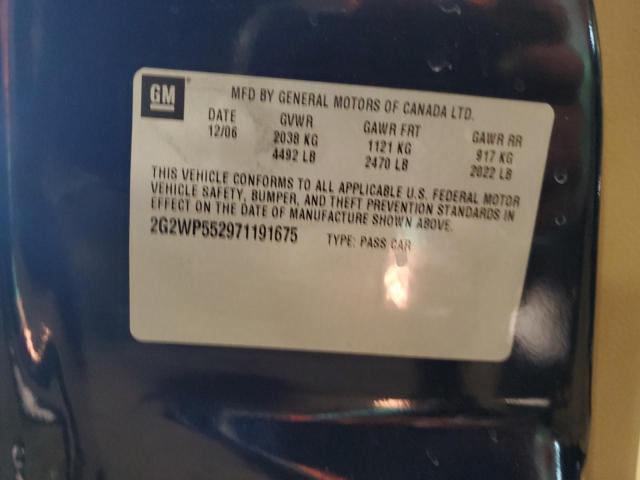 GM
MFD BY GENERAL MOTORS OF CANADA LTD.
DATE GVWR GAWR FRT GAWR RR
12/06 2038 KG 1121 KG 917 KG
4492 LB 2470 LB 2022 LB
THIS VEHICLE CONFORMS TO ALL APPLICABLE U.S. FEDERAL MOTOR
VEHICLE SAFETY, BUMPER, AND THEFT PREVENTION STANDARDS IN
EFFECT ON THE DATE OF MANUFACTURE SHOWN ABOVE.
2G2WP552971191675 TYPE: PASS CAR